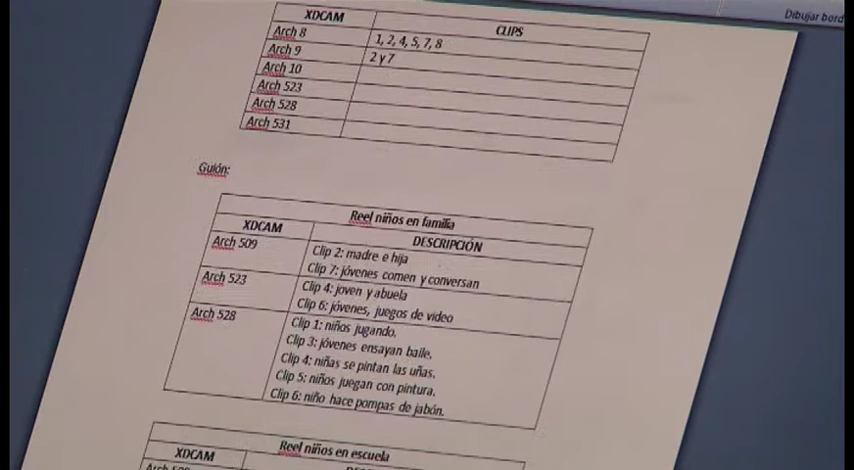 Dibujar bord
XDCAM CLIPS
Arch 8 1, 2, 4, 5, 7, 8
Arch 9 2 y 7
Arch 10
Arch 523
Arch 528
Arch 531
Guión:
Reel niños en familia
XDCAM DESCRIPCIÓN
Arch 509 Clip 2: madre e hija
Clip 7: jóvenes comen y conversan
Arch 523 Clip 4: joven y abuela
Clip 6: jóvenes, juegos de video
Arch 528 Clip 1: niños jugando.
Clip 3: jóvenes ensayan baile.
Clip 4: niñas se pintan las uñas.
Clip 5: niños juegan con pintura.
Clip 6: niño hace pompas de jabón.
Reel niños en escuela
XDCAM